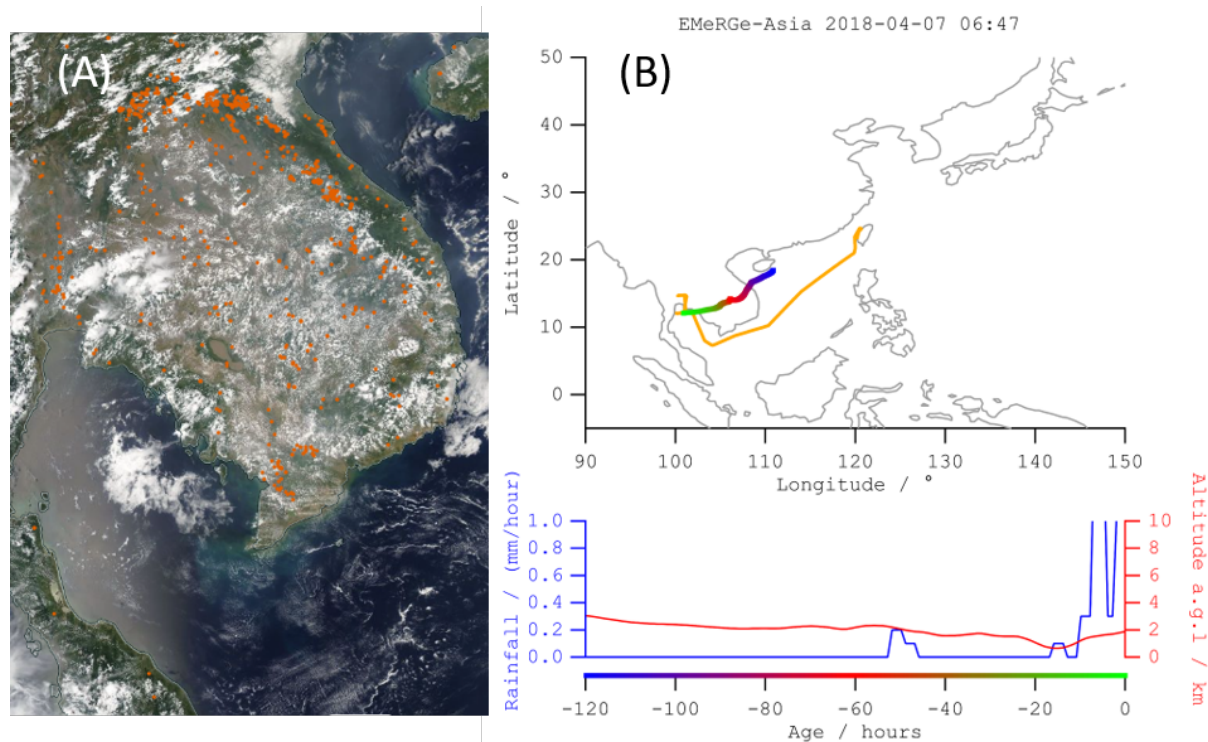 (A)
EMeRGe-Asia 2018-04-07 06:47
(B)
50
40
30
20
10
0
Latitude / °
90 100 110 120 130 140 150
Longitude / °
Rainfall / (mm/hour)
1.0
0.8
0.6
0.4
0.2
0.0
10
8
6
4
2
0
Altitude a.g.l / km
-120 -100 -80 -60 -40 -20 0
Age / hours